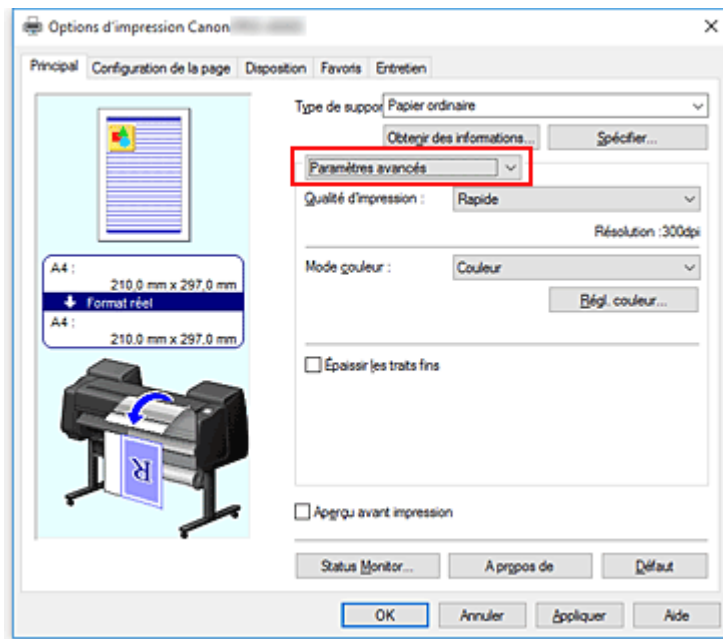 Options d'impression Canon
Principal Configuration de la page Disposition Favoris Entretien
Type de suppor Papier ordinaire
Obtenir des informations... Spécifier...
Paramètres avancés
Qualité d'impression : Rapide
Résolution :300dpi
Mode couleur : Couleur
Régl. couleur...
Épaissir les traits fins
A4 :
210,0 mm x 297,0 mm
Format réel
A4 :
210,0 mm x 297,0 mm
R
Aperçu avant impression
Status Monitor... A propos de Défaut
OK Annuler Appliquer Aide